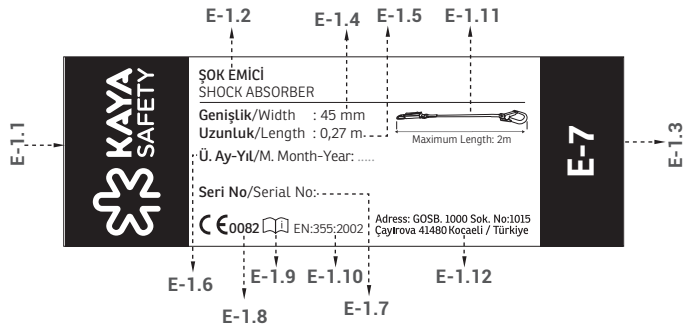 E-1.2
E-1.4
E-1.5
E-1.11
E-1.1
KAYA
SAFETY
ŞOK EMİCİ
SHOCK ABSORBER
Genişlik/Width : 45 mm
Uzunluk/Length : 0,27 m
Maximum Length: 2m
Ü. Ay-Yıl/M. Month-Year: .....
Seri No/Serial No:
CE0082 i EN:355:2002
Adress: GOSB. 1000 Sok. No:1015
Çayırova 41480 Kocaeli / Türkiye
E-7
E-1.3
E-1.6
E-1.9
E-1.10
E-1.12
E-1.8
E-1.7